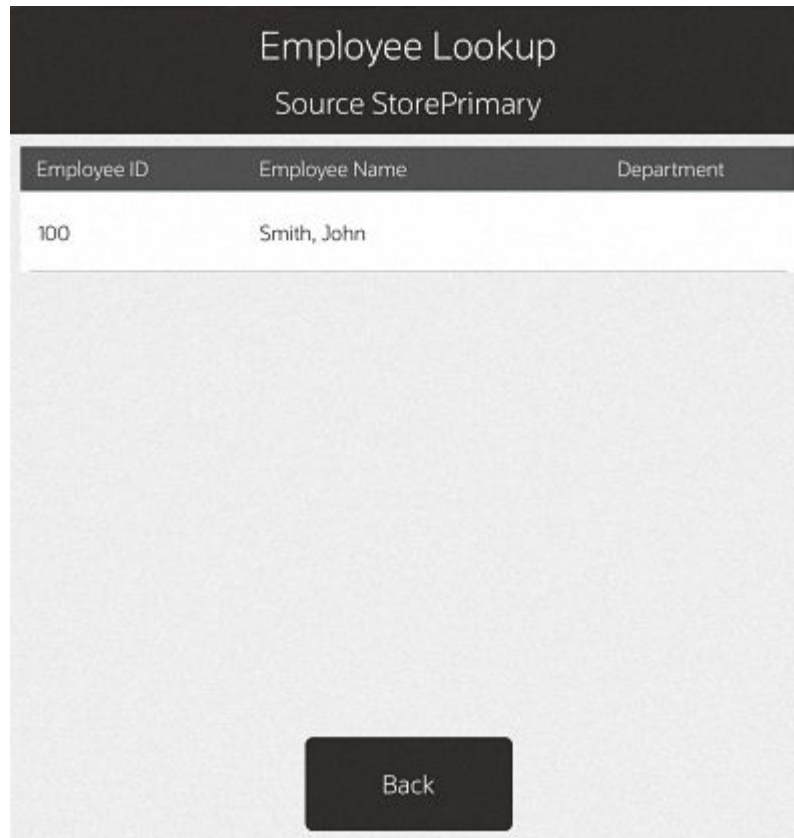 Employee Lookup
Source StorePrimary
Employee ID Employee Name Department
100 Smith, John
Back